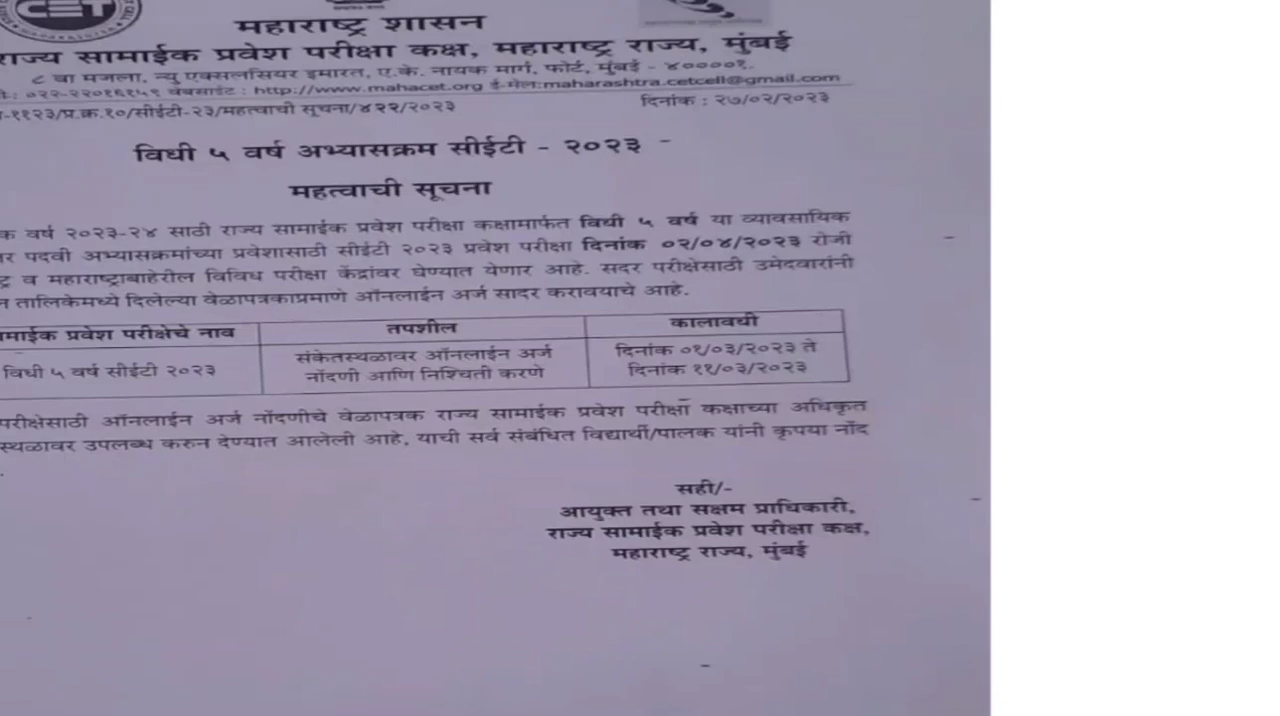 महाराष्ट्र शासन
राज्य सामाईक प्रवेश परीक्षा कक्ष, महाराष्ट्र राज्य, मुंबई
८ वा मजला, न्यु एक्सलसियर इमारत, ए.के. नायक मार्ग, फोर्ट, मुंबई - ४००००१.
०२२-२२०१६१५९ वेबसाईट : http://www.mahacet.org ई-मेल:maharashtra.cetcell@gmail.com
-११२३/प्र.क्र.१०/सीईटी-२३/महत्वाची सूचना/४२२/२०२३ दिनांक : २७/०२/२०२३
विधी ५ वर्ष अभ्यासक्रम सीईटी - २०२३
महत्वाची सूचना
क वर्ष २०२३-२४ साठी राज्य सामाईक प्रवेश परीक्षा कक्षामार्फत विधी ५ वर्ष या व्यावसायिक
र पदवी अभ्यासक्रमांच्या प्रवेशासाठी सीईटी २०२३ प्रवेश परीक्षा दिनांक ०२/०४/२०२३ रोजी
ट्र व महाराष्ट्राबाहेरील विविध परीक्षा केंद्रांवर घेण्यात येणार आहे. सदर परीक्षेसाठी उमेदवारांनी
न तालिकेमध्ये दिलेल्या वेळापत्रकाप्रमाणे ऑनलाईन अर्ज सादर करावयाचे आहे.
माईक प्रवेश परीक्षेचे नाव तपशील कालावधी
विधी ५ वर्ष सीईटी २०२३ संकेतस्थळावर ऑनलाईन अर्ज दिनांक ०१/०३/२०२३ ते
नोंदणी आणि निश्चिती करणे दिनांक ११/०३/२०२३
परीक्षेसाठी ऑनलाईन अर्ज नोंदणीचे वेळापत्रक राज्य सामाईक प्रवेश परीक्षा कक्षाच्या अधिकृत
स्थळावर उपलब्ध करुन देण्यात आलेली आहे, याची सर्व संबंधित विद्यार्थी/पालक यांनी कृपया नोंद
सही/-
आयुक्त तथा सक्षम प्राधिकारी,
राज्य सामाईक प्रवेश परीक्षा कक्ष,
महाराष्ट्र राज्य, मुंबई